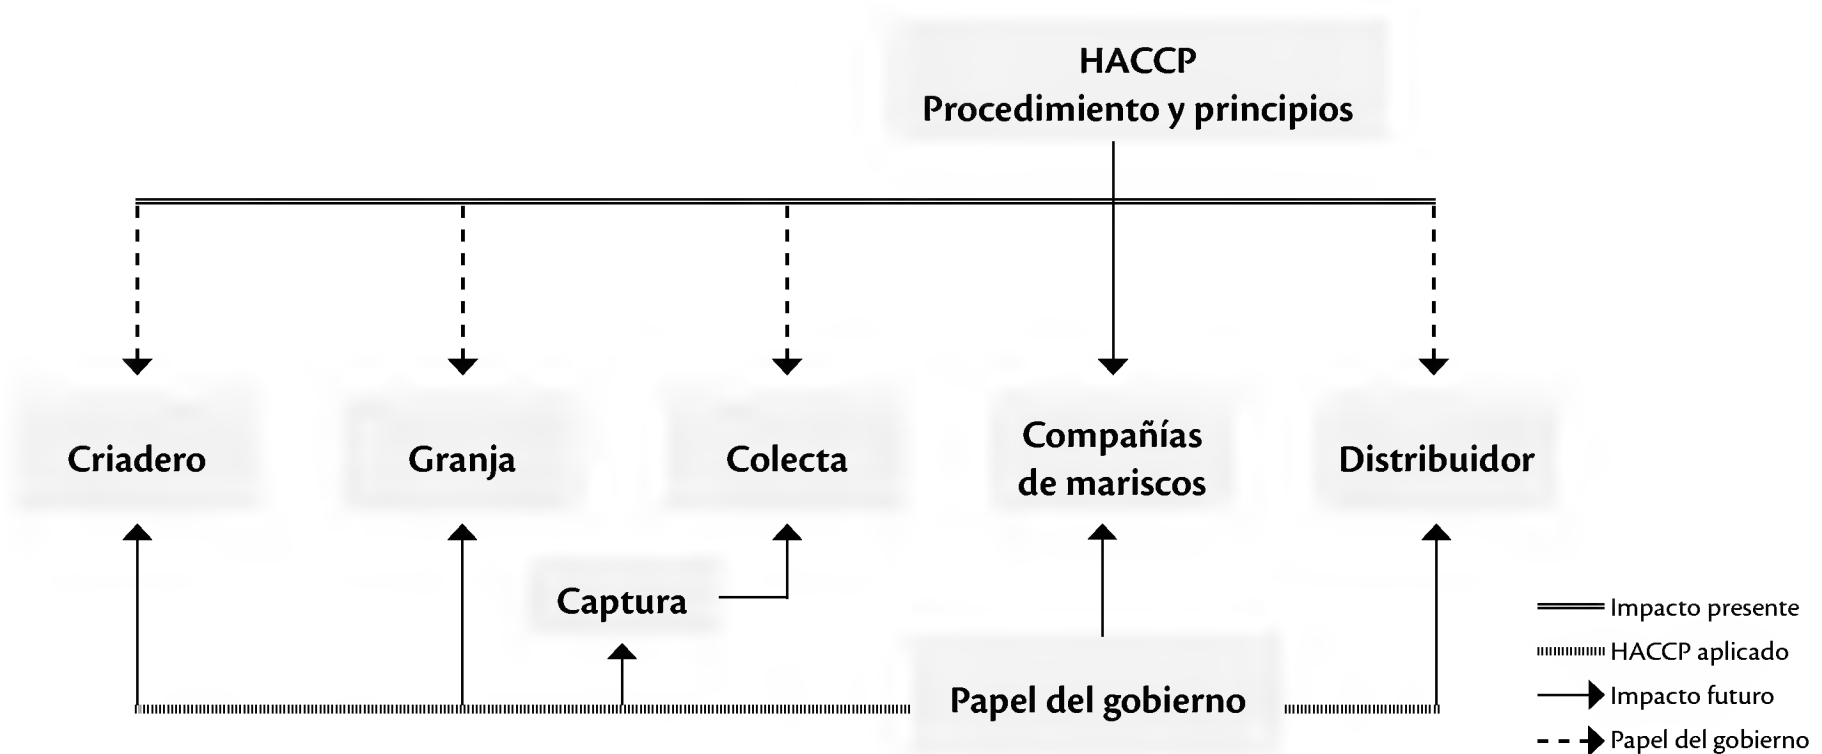 HACCP
Procedimiento y principios
Criadero
Granja
Colecta
Compañías
de mariscos
Distribuidor
Captura
Papel del gobierno
Impacto presente
HACCP aplicado
Impacto futuro
Papel del gobierno